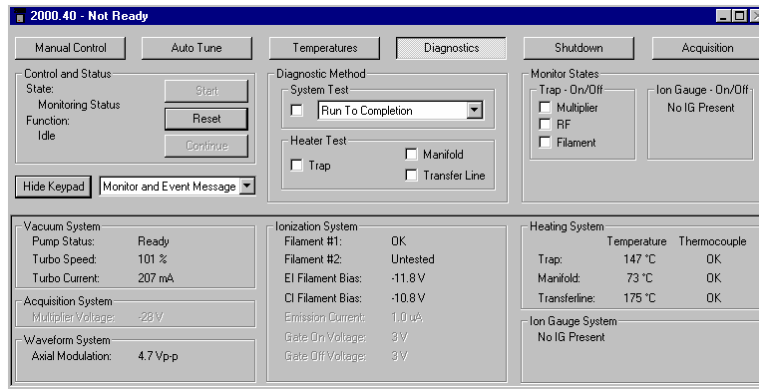 2000.40 - Not Ready
Manual Control Auto Tune Temperatures Diagnostics Shutdown Acquisition
Control and Status
State:
Monitoring Status
Function:
Idle
Start
Reset
Continue
Hide Keypad Monitor and Event Message
Diagnostic Method
System Test
Run To Completion
Heater Test
Trap
Manifold
Transfer Line
Monitor States
Trap - On/Off
Multiplier
RF
Filament
Ion Gauge - On/Off
No IG Present
Vacuum System
Pump Status: Ready
Turbo Speed: 101 %
Turbo Current: 207 mA
Acquisition System
Multiplier Voltage: -28 V
Waveform System
Axial Modulation: 4.7 Vp-p
Ionization System
Filament #1: OK
Filament #2: Untested
EI Filament Bias: -11.8 V
CI Filament Bias: -10.8 V
Emission Current: 1.0 uA
Gate On Voltage: 3 V
Gate Off Voltage: 3 V
Heating System
Temperature Thermocouple
Trap: 147 °C OK
Manifold: 73 °C OK
Transferline: 175 °C OK
Ion Gauge System
No IG Present